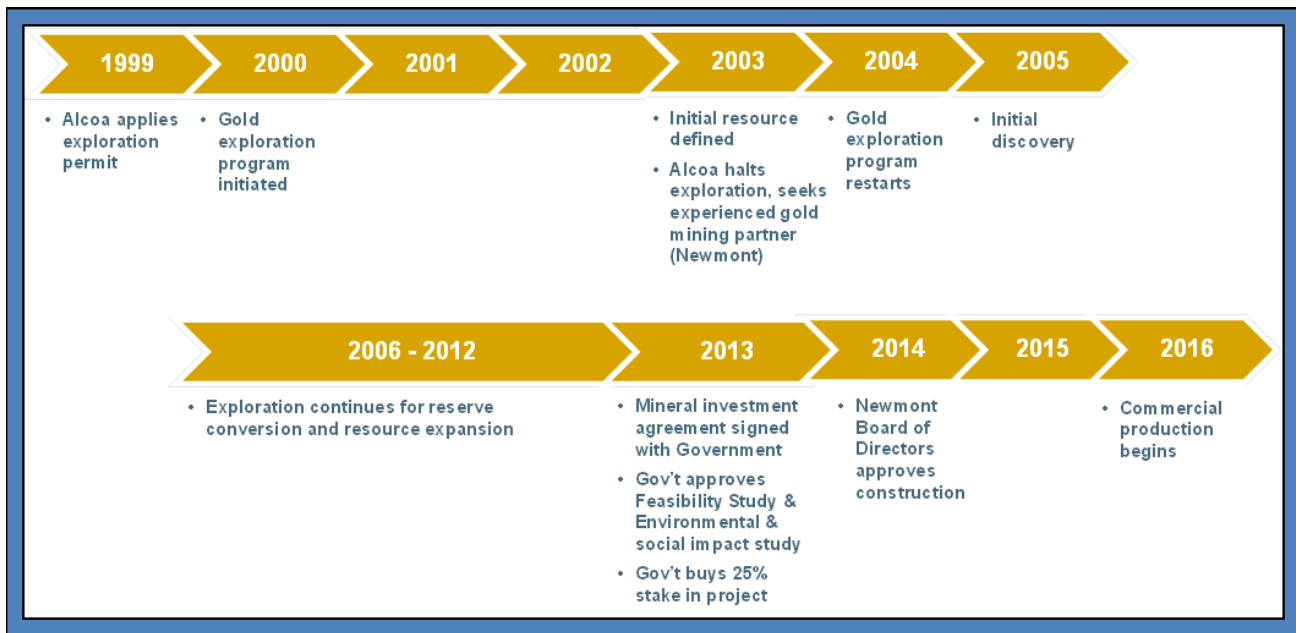 1999 2000 2001 2002 2003 2004 2005
• Alcoa applies
exploration
permit
• Gold
exploration
program
initiated
• Initial resource
defined
• Alcoa halts
exploration, seeks
experienced gold
mining partner
(Newmont)
• Gold
exploration
program
restarts
• Initial
discovery
2006 - 2012 2013 2014 2015 2016
• Exploration continues for reserve
conversion and resource expansion
• Mineral investment
agreement signed
with Government
• Gov't approves
Feasibility Study &
Environmental &
social impact study
• Gov't buys 25%
stake in project
• Newmont
Board of
Directors
approves
construction
• Commercial
production
begins